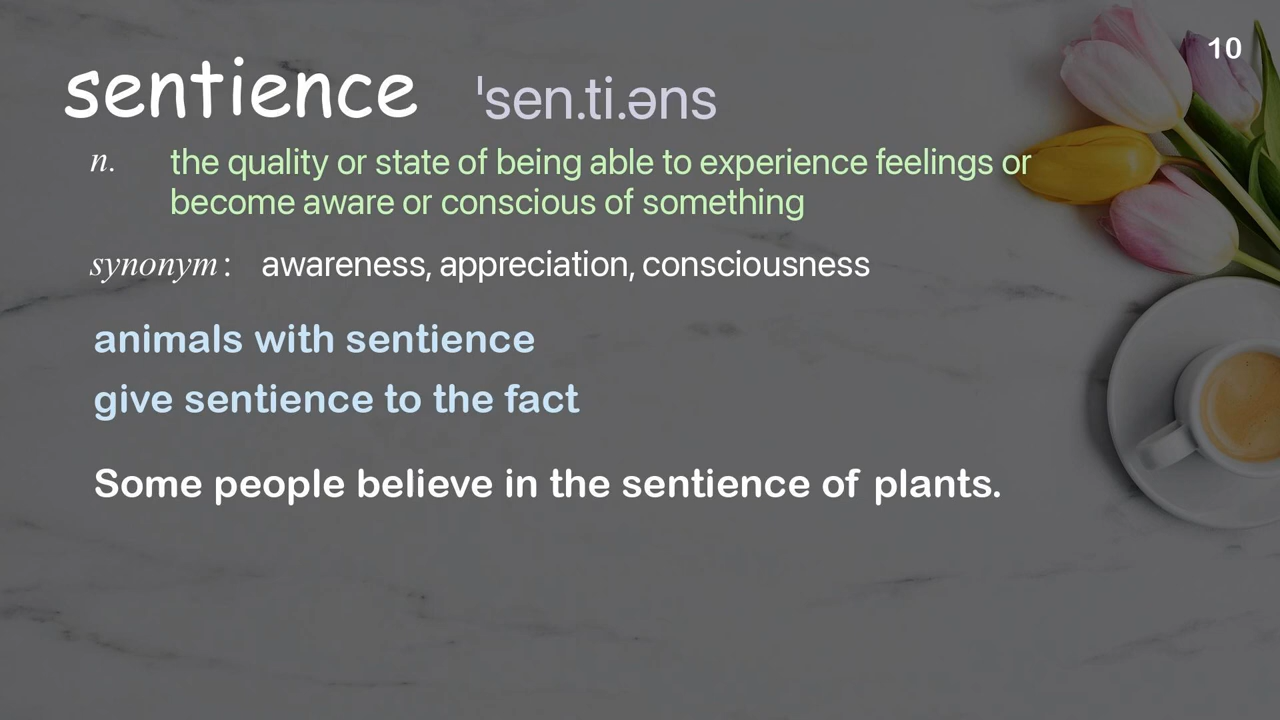 10
sentience ˈsen.ti.əns
n. the quality or state of being able to experience feelings or
become aware or conscious of something
synonym: awareness, appreciation, consciousness
animals with sentience
give sentience to the fact
Some people believe in the sentience of plants.